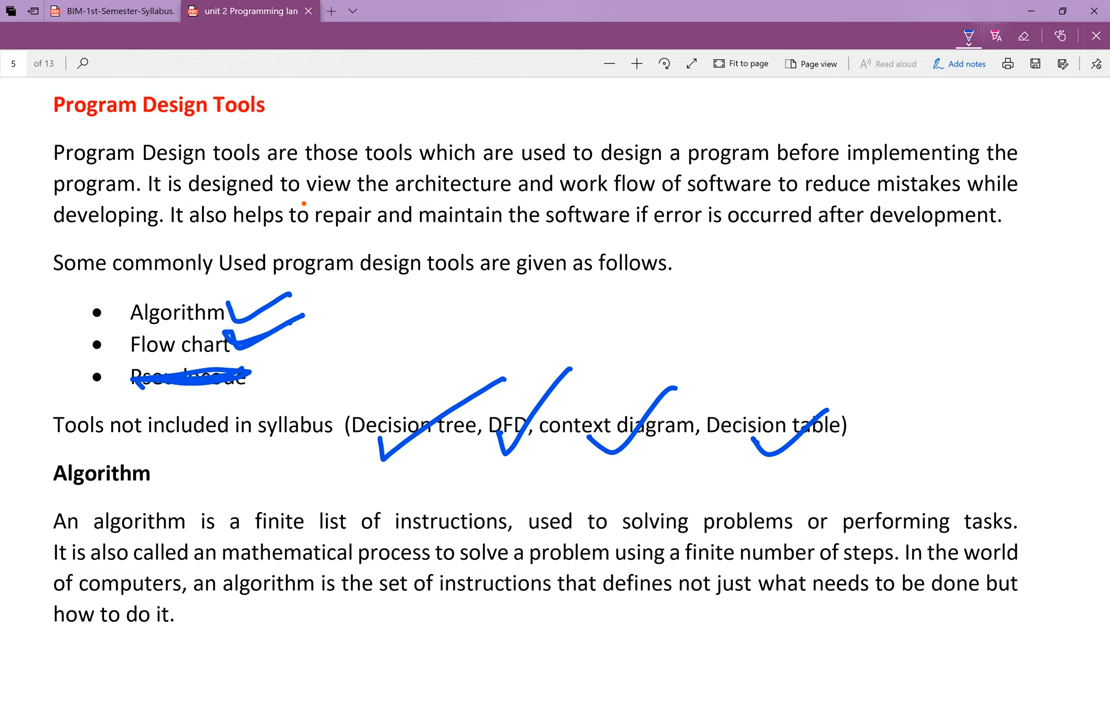 BIM-1st-Semester-Syllabus.
unit 2 Programming lan
5 of 13
Fit to page
Page view
Read aloud
Add notes
Program Design Tools
Program Design tools are those tools which are used to design a program before implementing the
program. It is designed to view the architecture and work flow of software to reduce mistakes while
developing. It also helps to repair and maintain the software if error is occurred after development.
Some commonly Used program design tools are given as follows.
• Algorithm
• Flow chart
• Pseudocode
Tools not included in syllabus (Decision tree, DFD, context diagram, Decision table)
Algorithm
An algorithm is a finite list of instructions, used to solving problems or performing tasks.
It is also called an mathematical process to solve a problem using a finite number of steps. In the world
of computers, an algorithm is the set of instructions that defines not just what needs to be done but
how to do it.